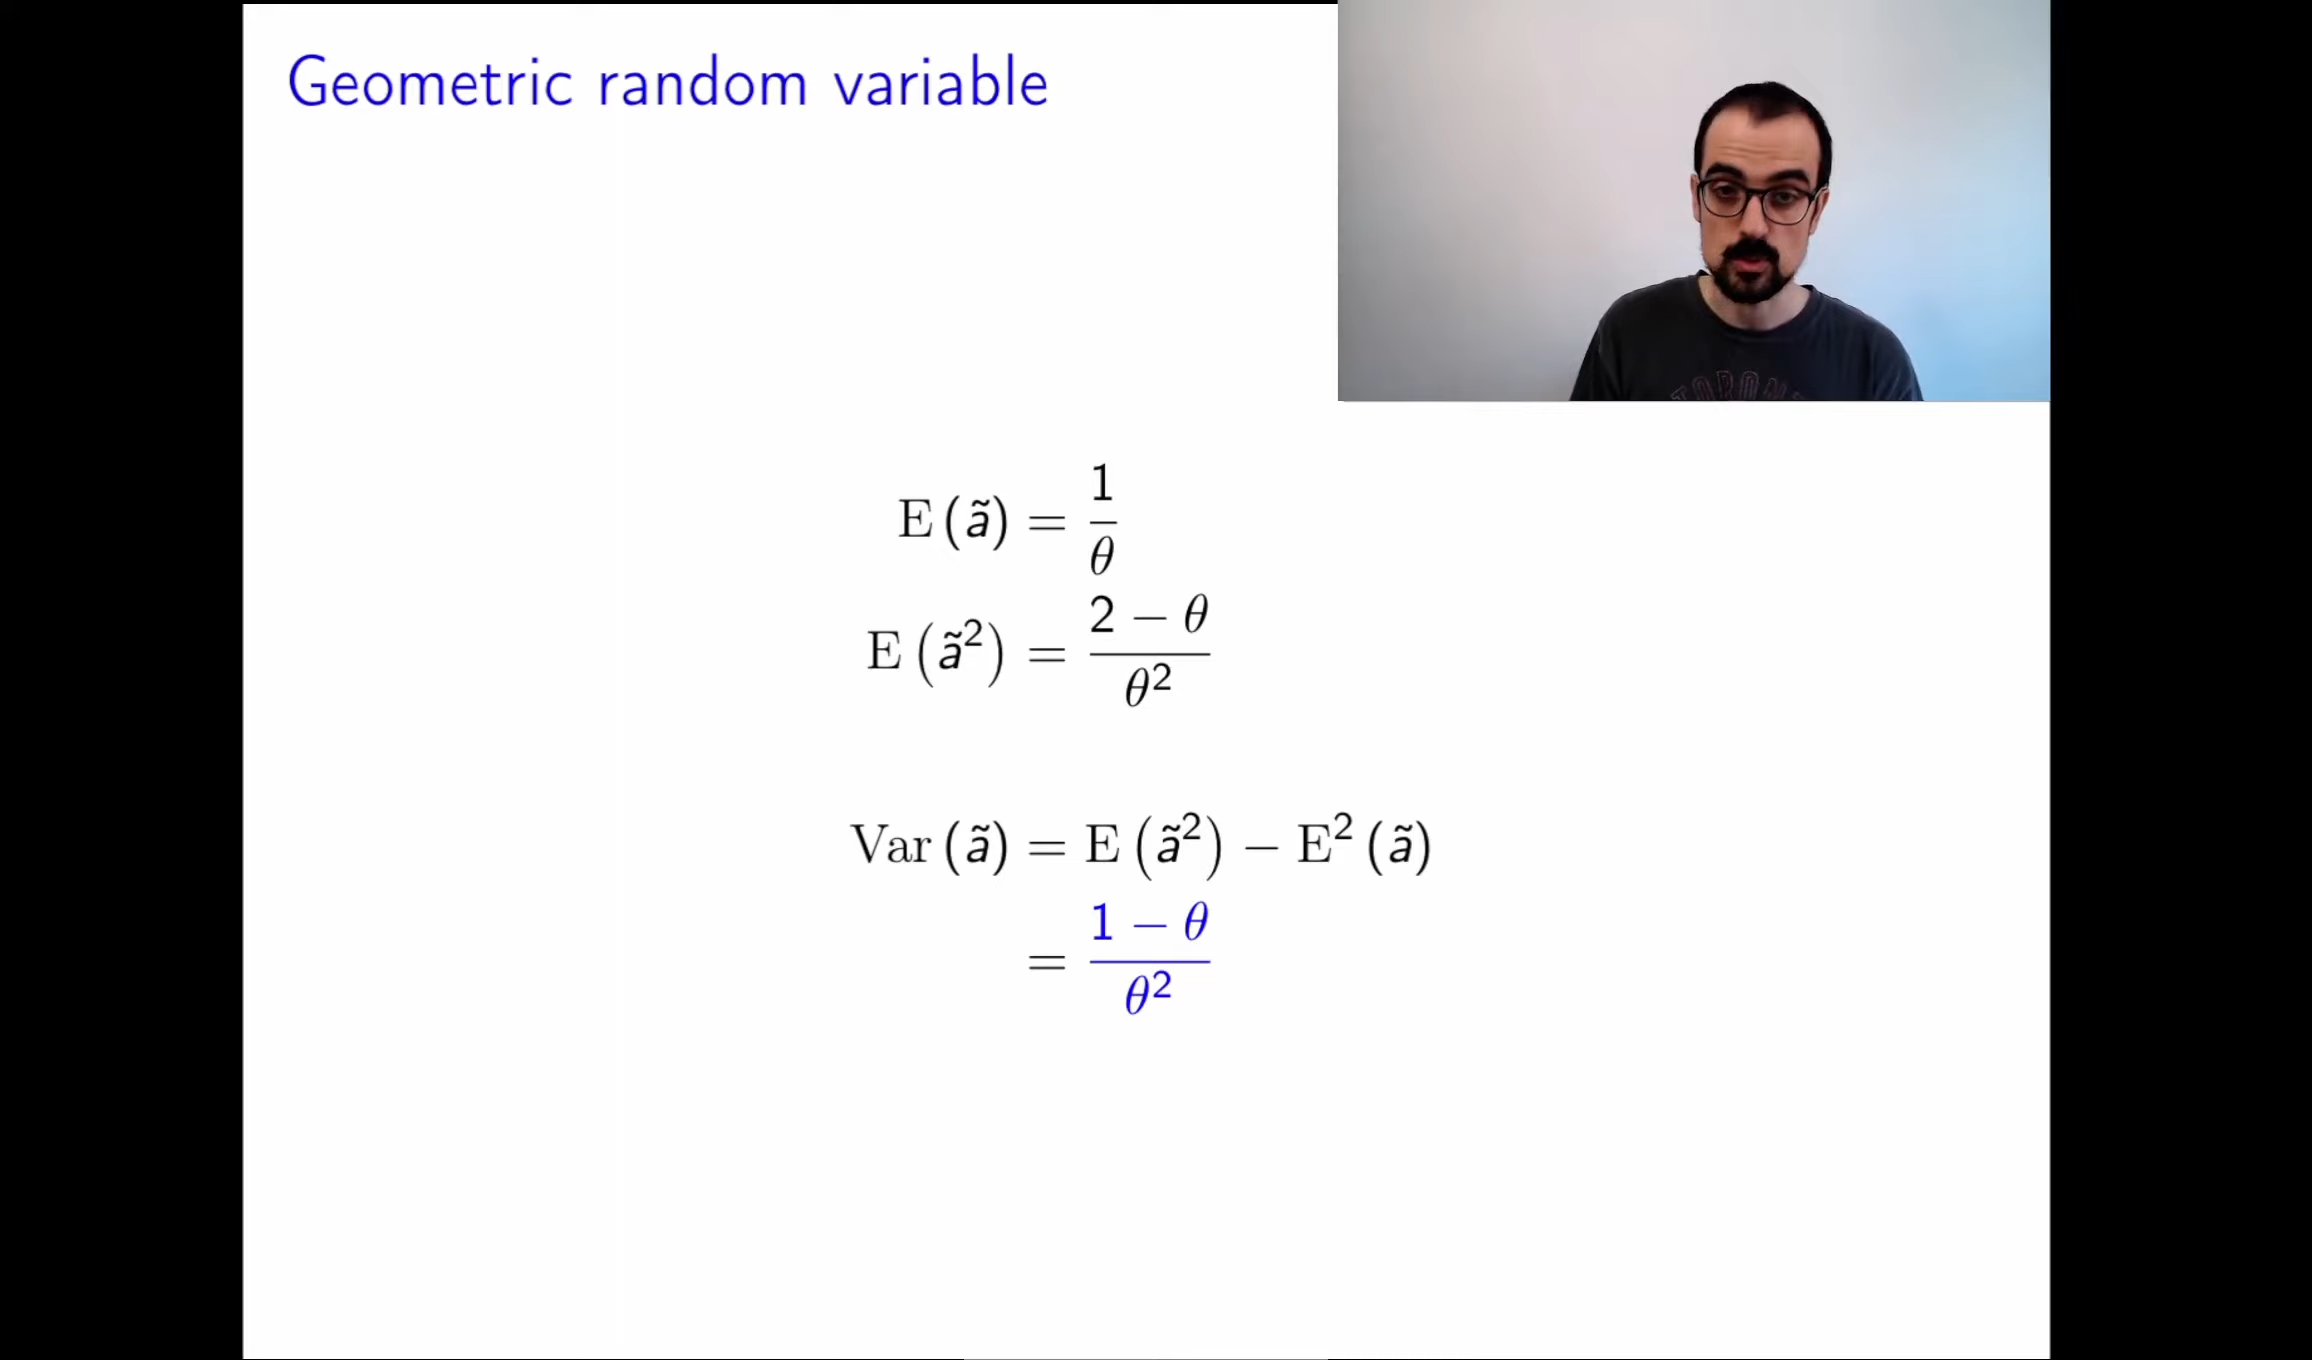 Geometric random variable
E(ã) = 1/θ
E(ã²) = (2 − θ)/θ²
Var(ã) = E(ã²) − E²(ã)
= (1 − θ)/θ²